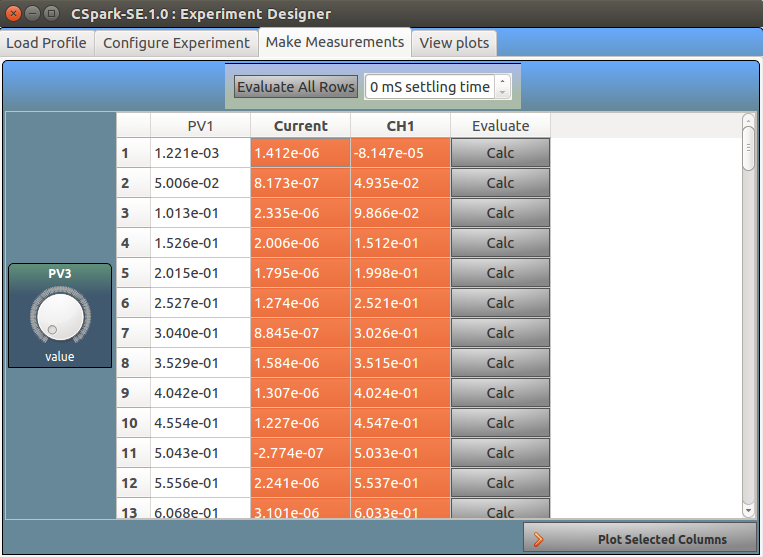 CSpark-SE.1.0 : Experiment Designer
Load Profile Configure Experiment Make Measurements View plots
Evaluate All Rows 0 mS settling time
PV1 Current CH1 Evaluate
1 1.221e-03 1.412e-06 -8.147e-05 Calc
2 5.006e-02 8.173e-07 4.935e-02 Calc
3 1.013e-01 2.335e-06 9.866e-02 Calc
4 1.526e-01 2.006e-06 1.512e-01 Calc
5 2.015e-01 1.795e-06 1.998e-01 Calc
6 2.527e-01 1.274e-06 2.521e-01 Calc
7 3.040e-01 8.845e-07 3.026e-01 Calc
8 3.529e-01 1.584e-06 3.515e-01 Calc
9 4.042e-01 1.307e-06 4.024e-01 Calc
10 4.554e-01 1.227e-06 4.547e-01 Calc
11 5.043e-01 -2.774e-07 5.033e-01 Calc
12 5.556e-01 2.241e-06 5.537e-01 Calc
13 6.068e-01 3.101e-06 6.033e-01 Calc
PV3
value
Plot Selected Columns